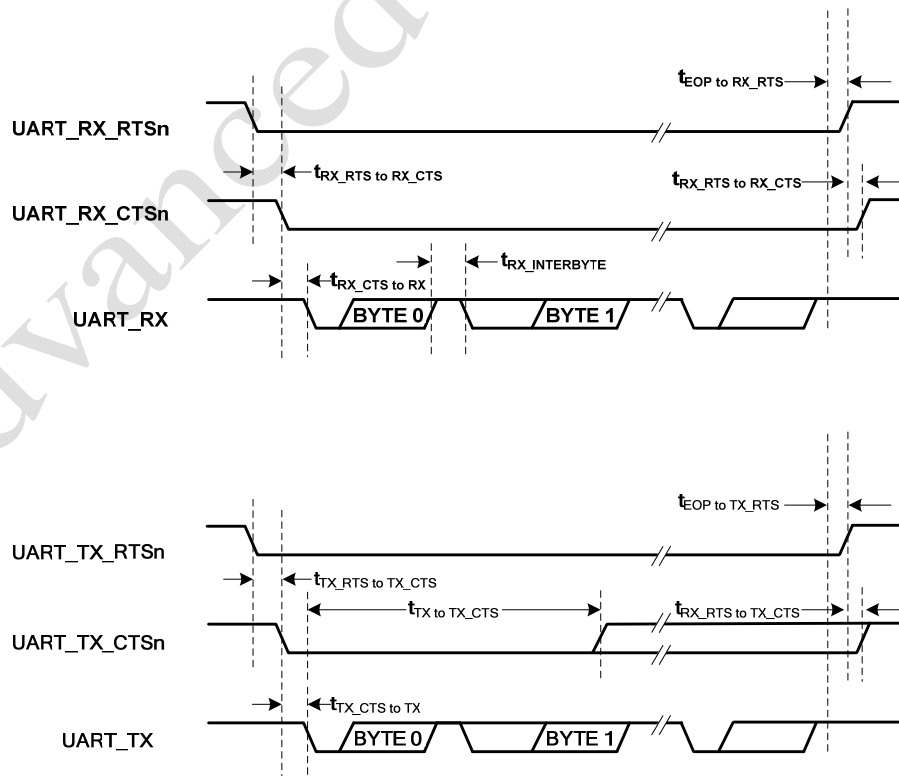 Advanced
tEOP to RX_RTS
UART_RX_RTSn
tRX_RTS to RX_CTS
tRX_RTS to RX_CTS
UART_RX_CTSn
tRX_INTERBYTE
tRX_CTS to RX
UART_RX
BYTE 0
BYTE 1
tEOP to TX_RTS
UART_TX_RTSn
tTX_RTS to TX_CTS
tTX to TX_CTS
tRX_RTS to TX_CTS
UART_TX_CTSn
tTX_CTS to TX
UART_TX
BYTE 0
BYTE 1